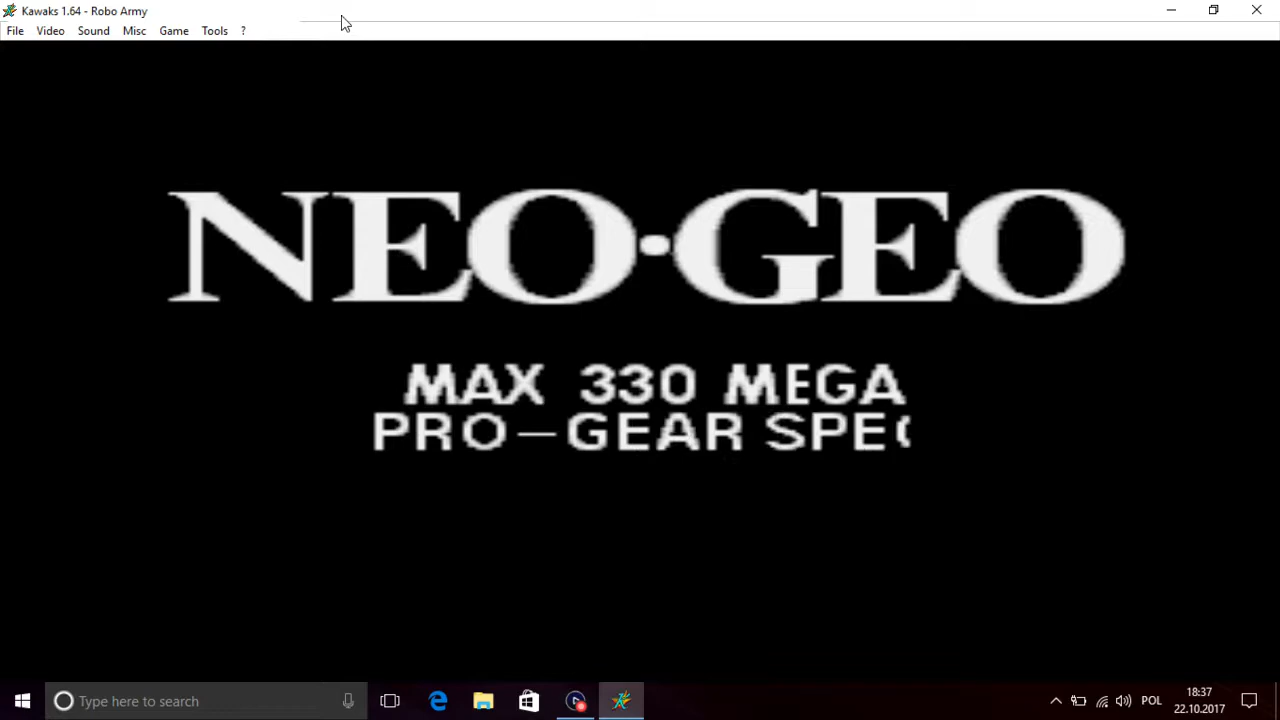 Kawaks 1.64 - Robo Army
File Video Sound Misc Game Tools ?
NEO·GEO
MAX 330 MEGA
PRO-GEAR SPEC
Type here to search
POL
18:37
22.10.2017